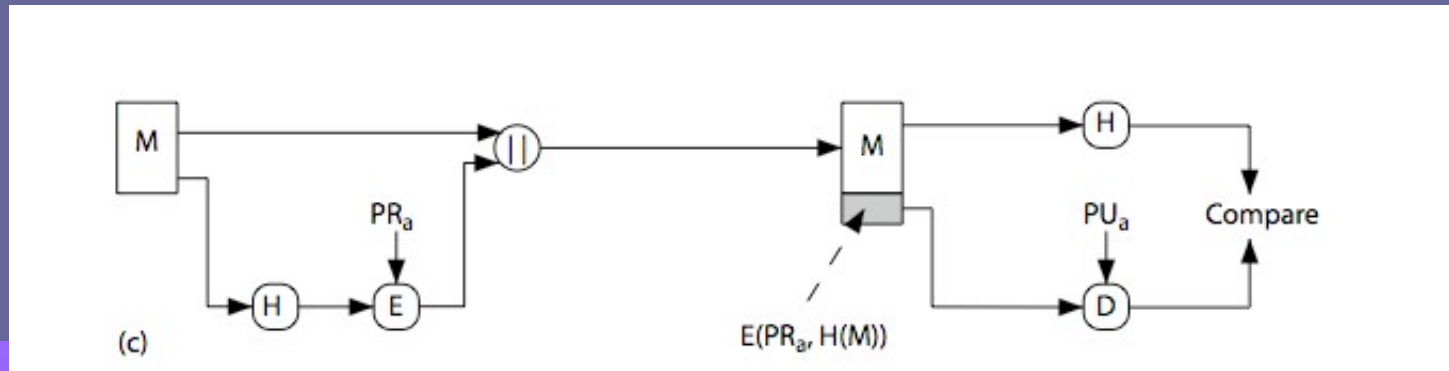 M
||
M
H
PRₐ
PUₐ
Compare
H
E
D
E(PRₐ, H(M))
(c)